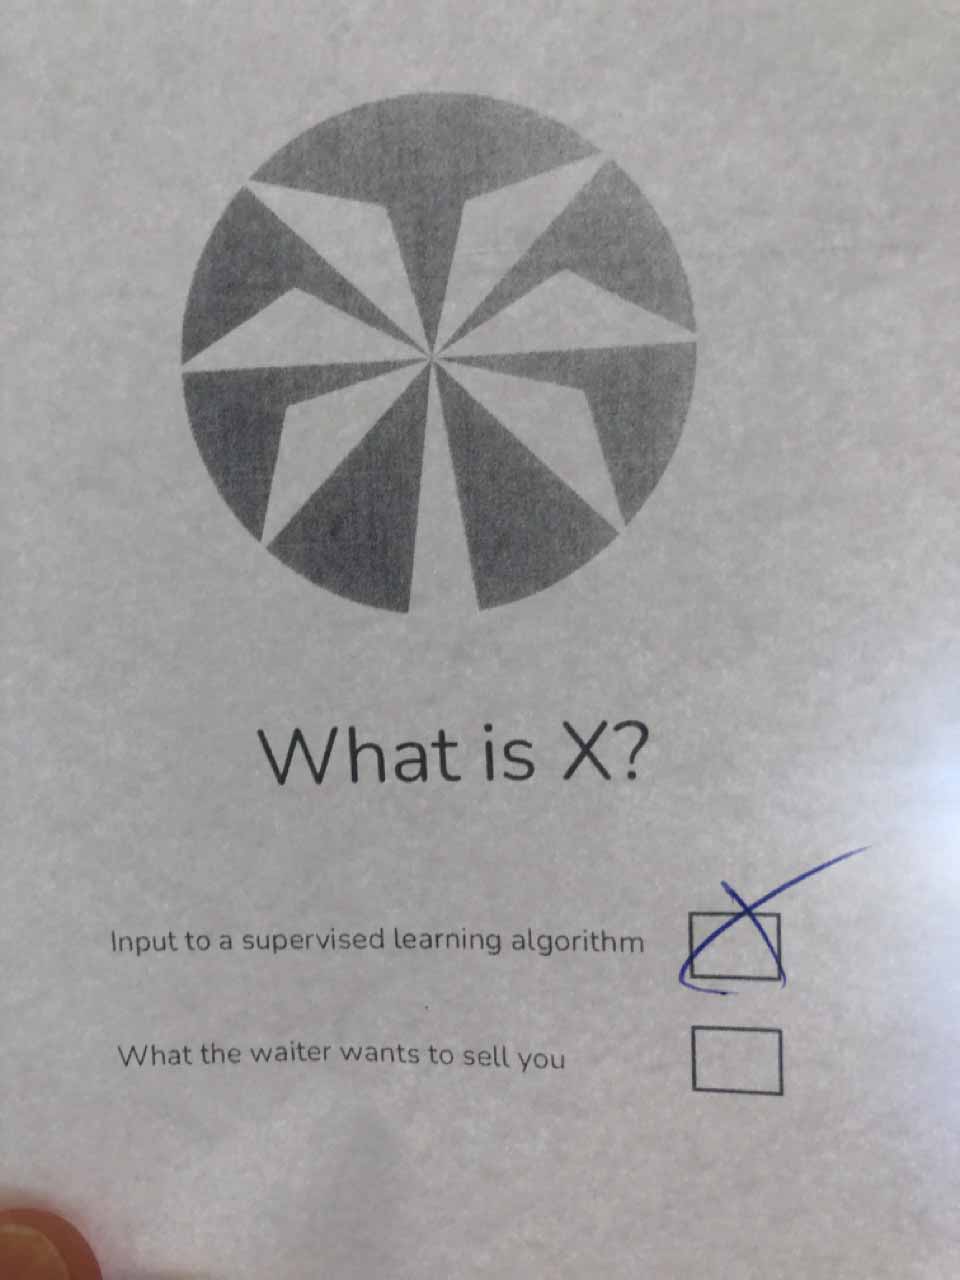 What is X?
Input to a supervised learning algorithm
What the waiter wants to sell you